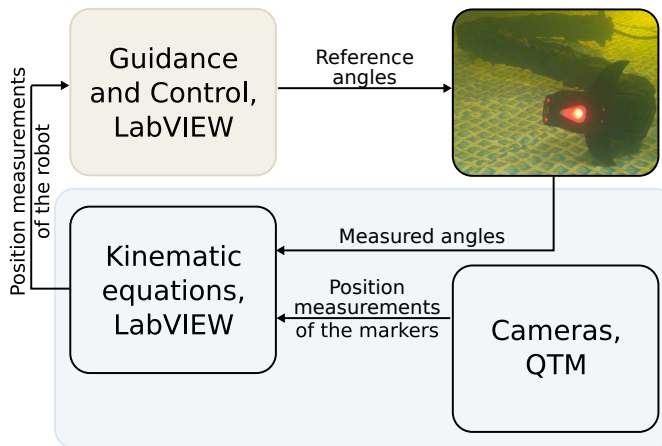 Guidance
and Control,
LabVIEW
Reference
angles
Position measurements
of the robot
Measured angles
Kinematic
equations,
LabVIEW
Position
measurements
of the markers
Cameras,
QTM